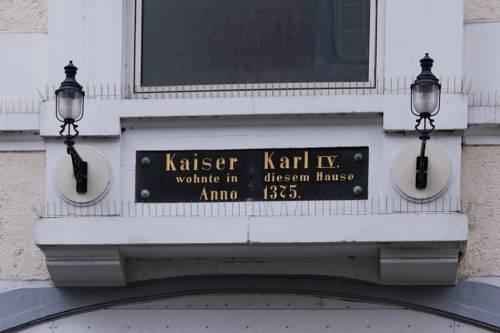 Kaiser Karl IV.
wohnte in diesem Hause
Anno 1375.